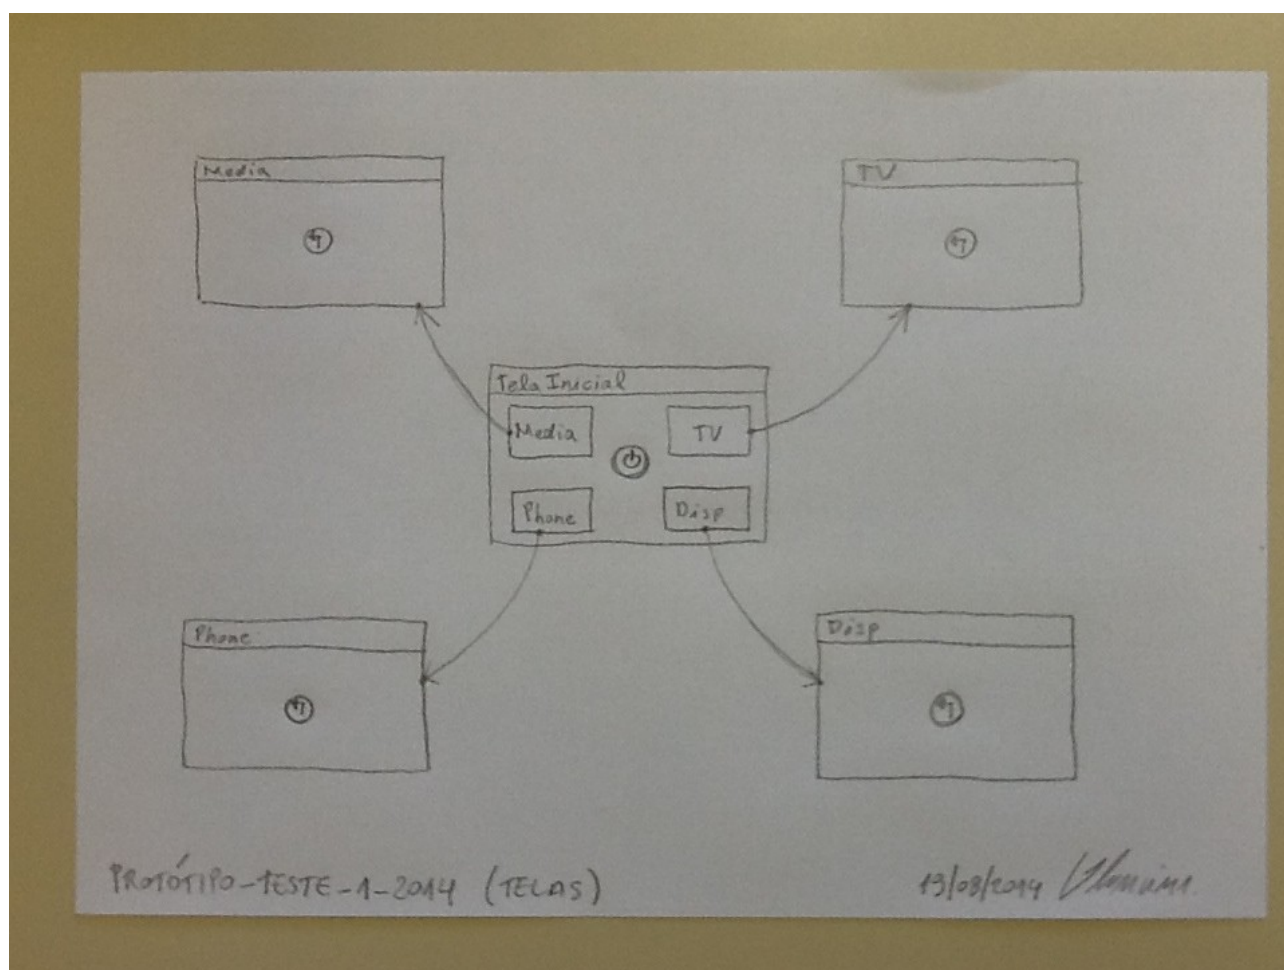 Media
TV
Tela Inicial
Media
TV
Phone
Disp
Phone
Disp
PROTÓTIPO-TESTE-1-2014 (TELAS)
13/08/2014